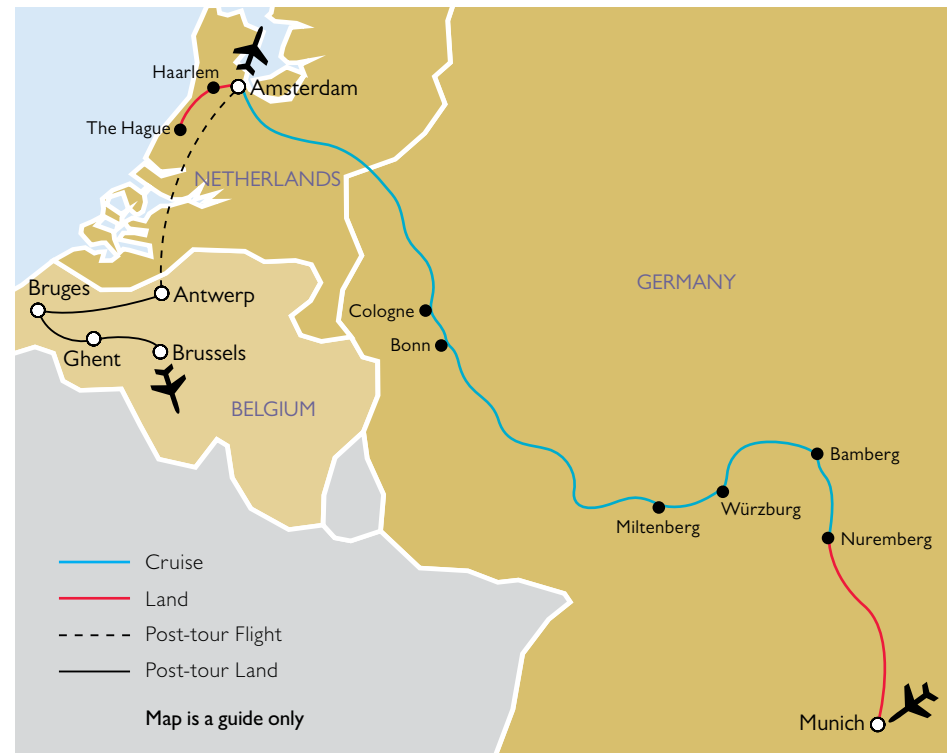 Haarlem
Amsterdam
The Hague
NETHERLANDS
GERMANY
Bruges
Antwerp
Cologne
Ghent
Brussels
Bonn
BELGIUM
Bamberg
Würzburg
Miltenberg
Nuremberg
Cruise
Land
Post-tour Flight
Post-tour Land
Map is a guide only
Munich